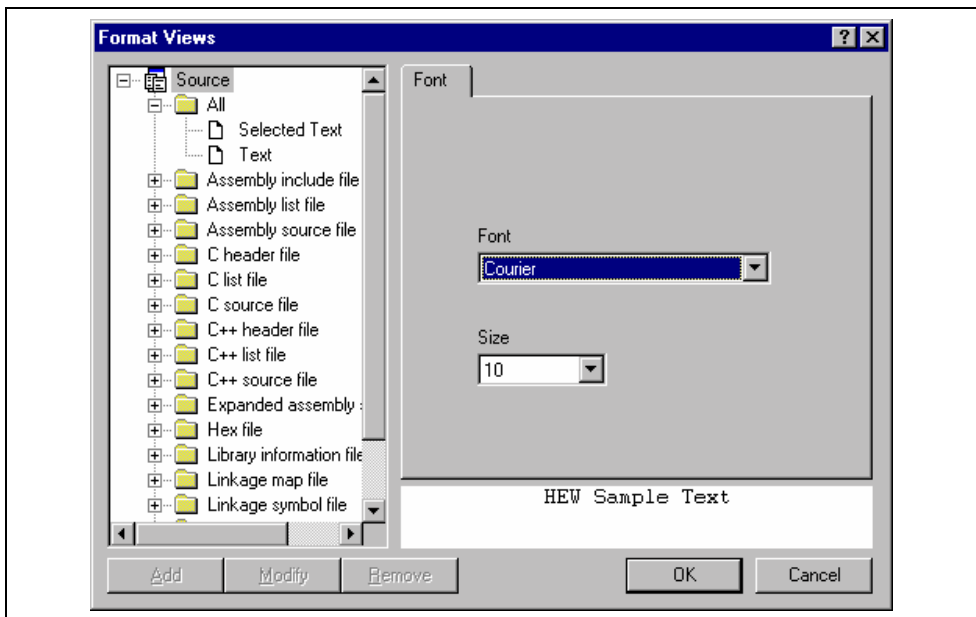 Format Views
Source
All
Selected Text
Text
Assembly include file
Assembly list file
Assembly source file
C header file
C list file
C source file
C++ header file
C++ list file
C++ source file
Expanded assembly
Hex file
Library information file
Linkage map file
Linkage symbol file
Font
Font
Courier
Size
10
HEW Sample Text
Add
Modify
Remove
OK
Cancel